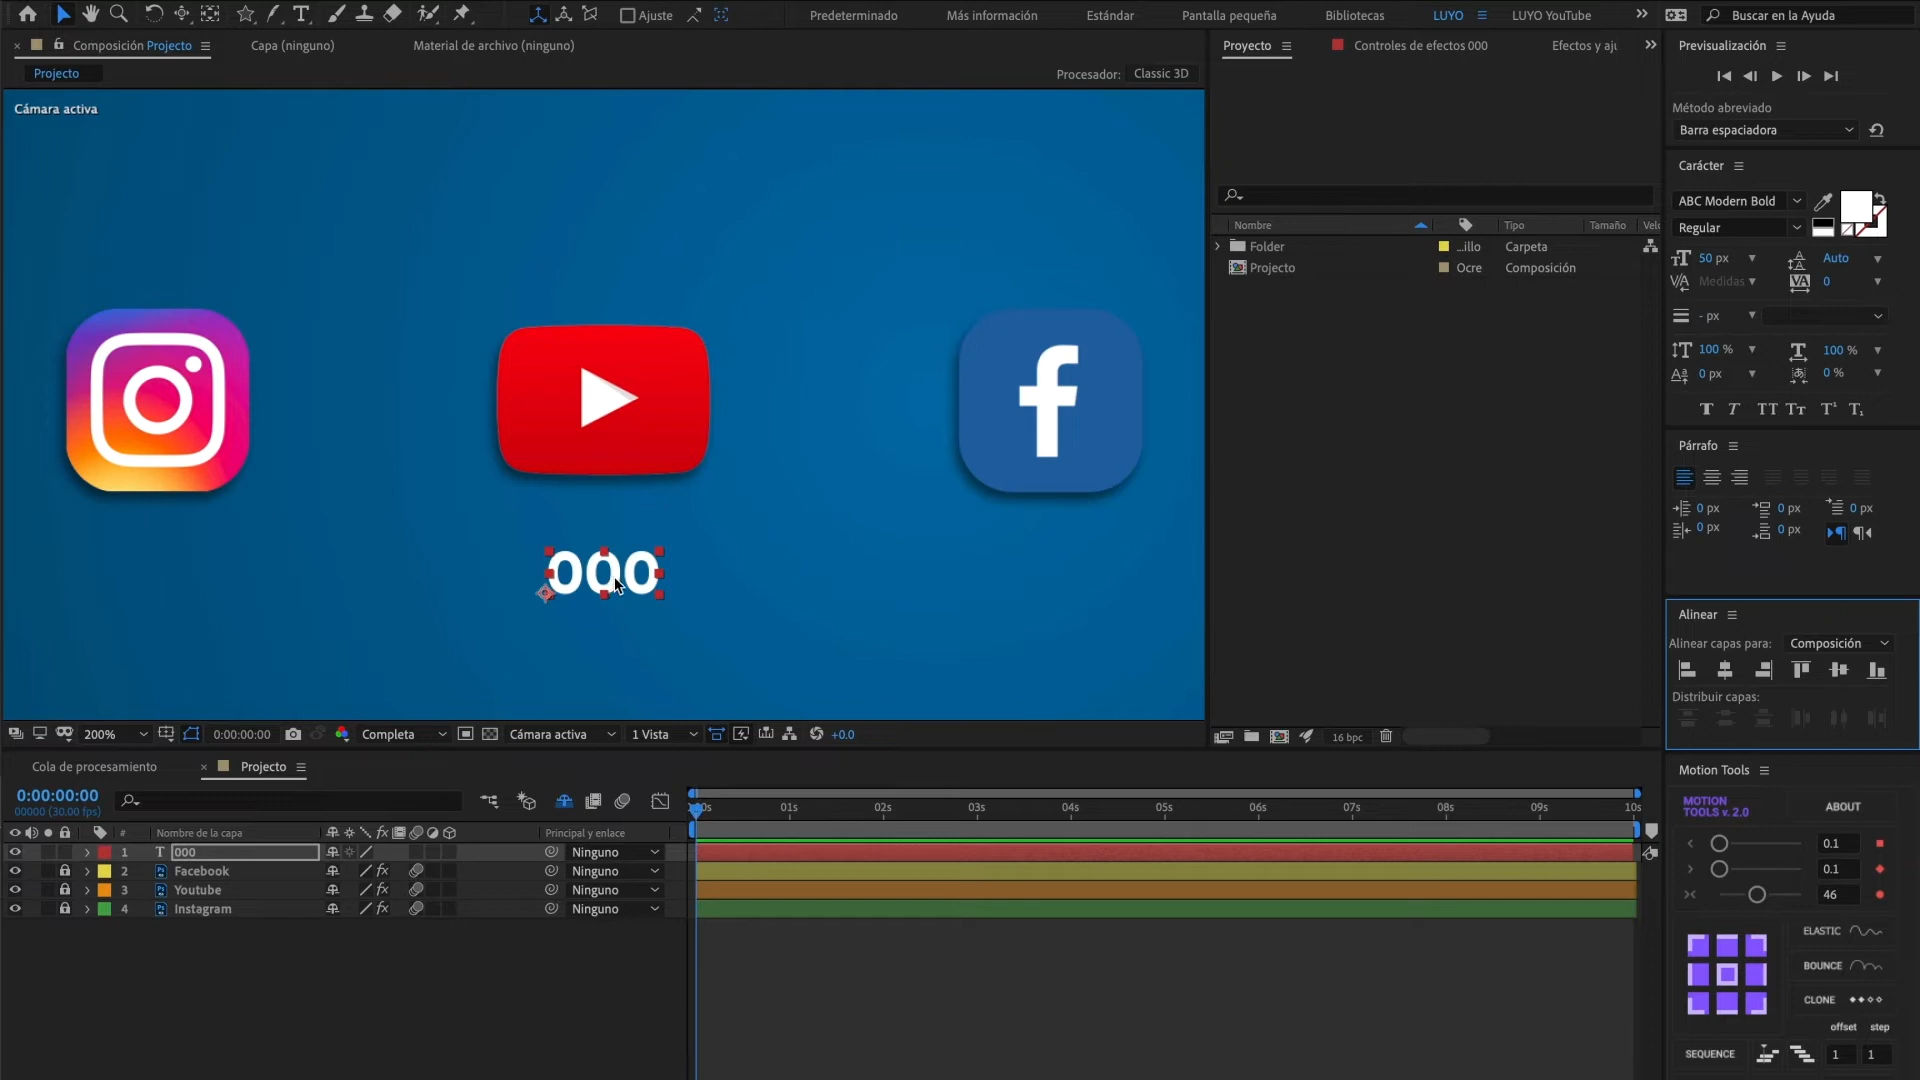 Ajuste
Predeterminado
Más información
Estándar
Pantalla pequeña
Bibliotecas
LUYO
LUYO YouTube
Buscar en la Ayuda
Composición Projecto
Capa (ninguno)
Material de archivo (ninguno)
Projecto
Procesador: Classic 3D
Cámara activa
000
200%
0:00:00:00
Completa
Cámara activa
1 Vista
+0.0
Proyecto
Controles de efectos 000
Efectos y aju
Nombre
Tipo
Tamaño
Velo
Folder
...illo
Carpeta
Projecto
Ocre
Composición
16 bpc
Previsualización
Método abreviado
Barra espaciadora
Carácter
ABC Modern Bold
Regular
50 px
Auto
Medidas
0
- px
100 %
100 %
0 px
0 %
Párrafo
0 px
0 px
0 px
0 px
0 px
Alinear
Alinear capas para: Composición
Distribuir capas:
Motion Tools
MOTION
TOOLS v. 2.0
ABOUT
0.1
0.1
46
ELASTIC
BOUNCE
CLONE
offset step
SEQUENCE
1 1
Cola de procesamiento
Projecto
0:00:00:00
00000 (30.00 fps)
# Nombre de la capa
Principal y enlace
1 T 000 Ninguno
2 Facebook Ninguno
3 Youtube Ninguno
4 Instagram Ninguno
01s 02s 03s 04s 05s 06s 07s 08s 09s 10s